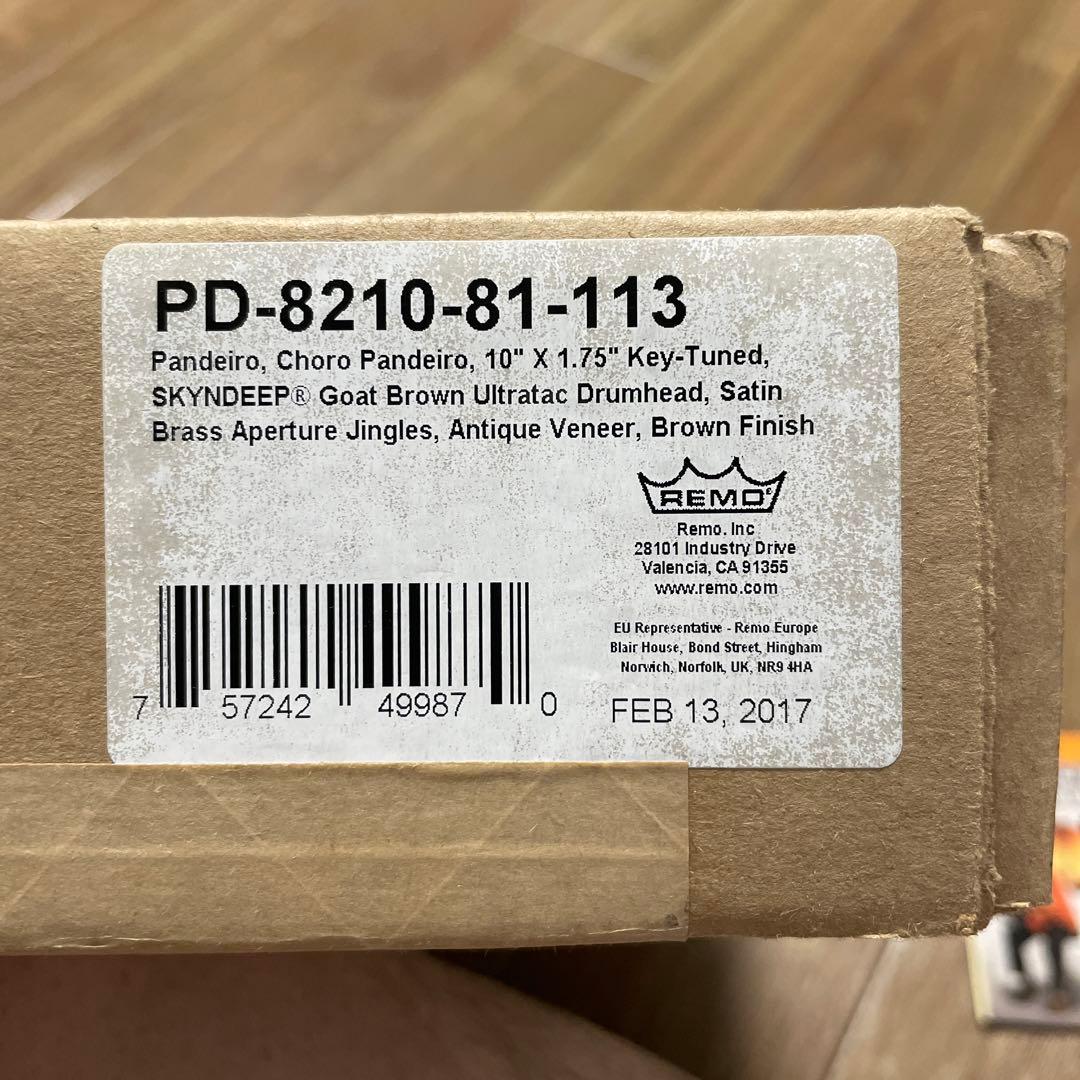 PD-8210-81-113
Pandeiro, Choro Pandeiro, 10" X 1.75" Key-Tuned,
SKYNDEEP® Goat Brown Ultratac Drumhead, Satin
Brass Aperture Jingles, Antique Veneer, Brown Finish
REMO
Remo. Inc
28101 Industry Drive
Valencia, CA 91355
www.remo.com
EU Representative - Remo Europe
Blair House, Bond Street, Hingham
Norwich, Norfolk, UK, NR9 4HA
FEB 13, 2017
7 57242 49987 0